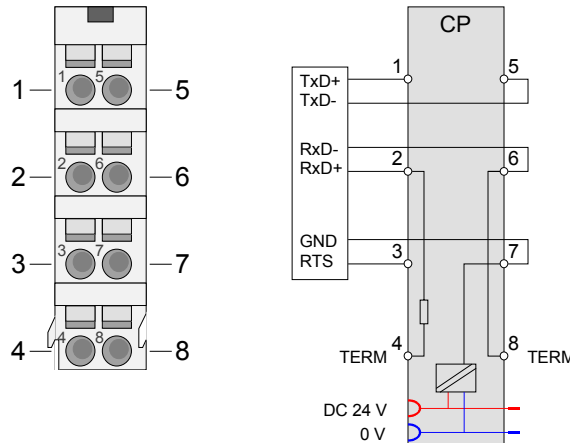 1 5
1 5
2 6
2 6
3 7
3 7
4 8
4 8
CP
1 5
TxD+
TxD-
RxD-
RxD+
2 6
GND
RTS
3 7
4 8
TERM TERM
DC 24 V
0 V